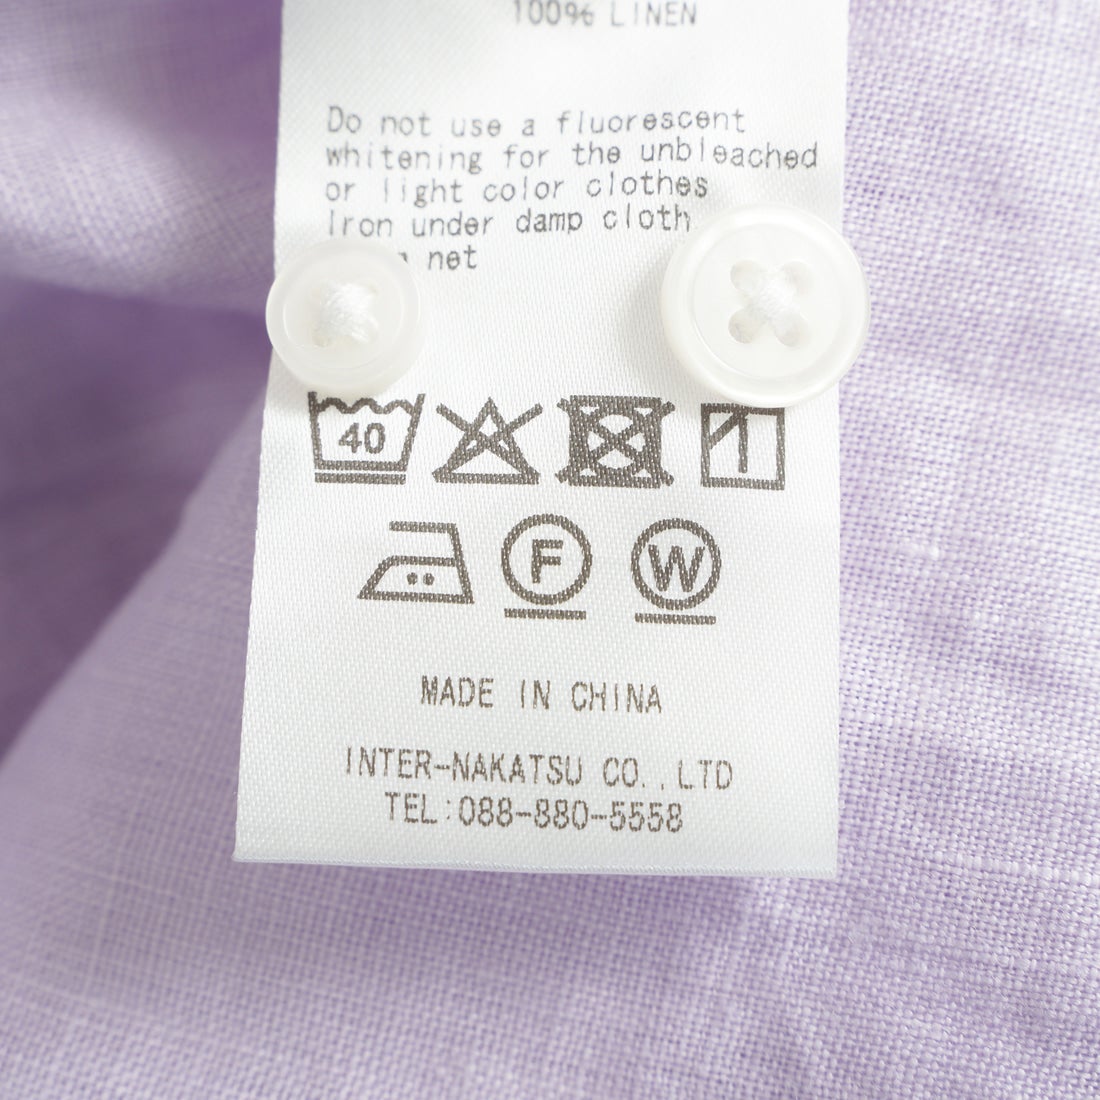 100% LINEN
Do not use a fluorescent
whitening for the unbleached
or light color clothes
Iron under damp cloth
net
40
F
W
MADE IN CHINA
INTER-NAKATSU CO.,LTD
TEL:088-880-5558